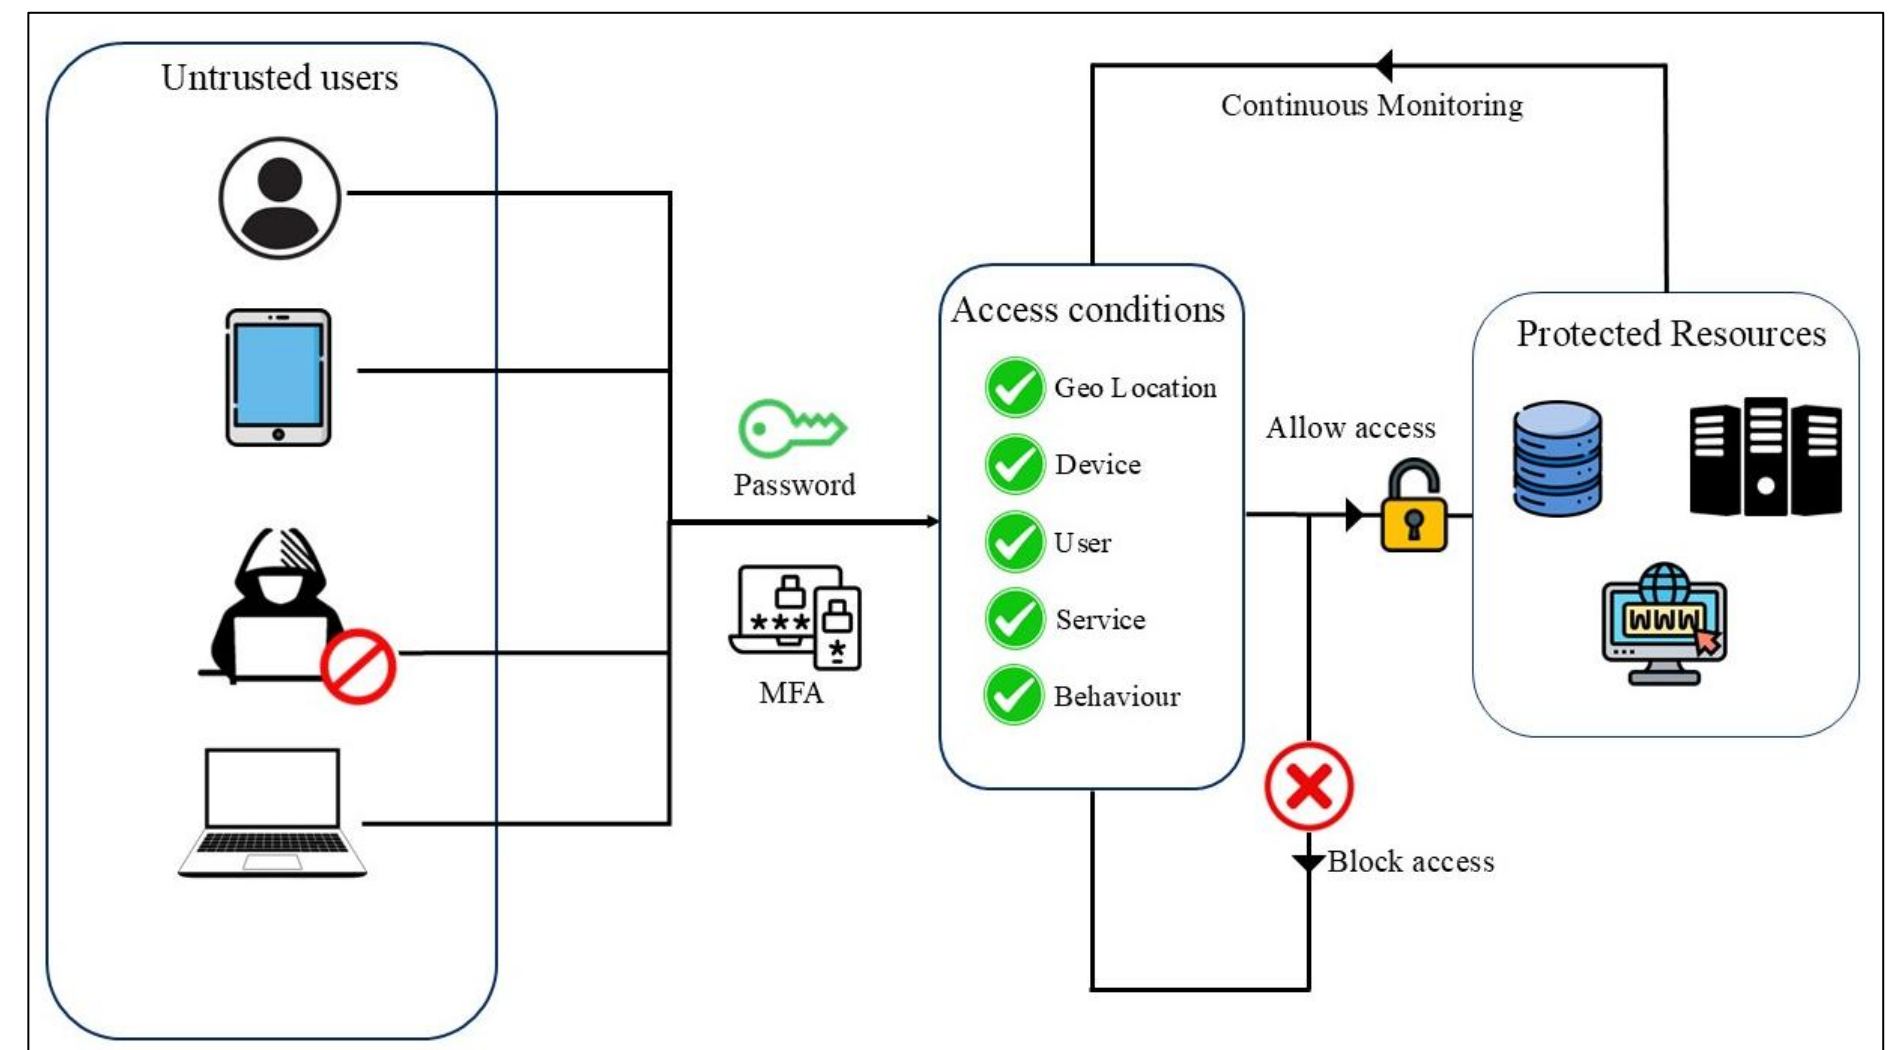 Untrusted users
Continuous Monitoring
Access conditions
Protected Resources
Geo Location
Allow access
Device
Password
User
***
WWW
Service
*
MFA
Behaviour
Block access